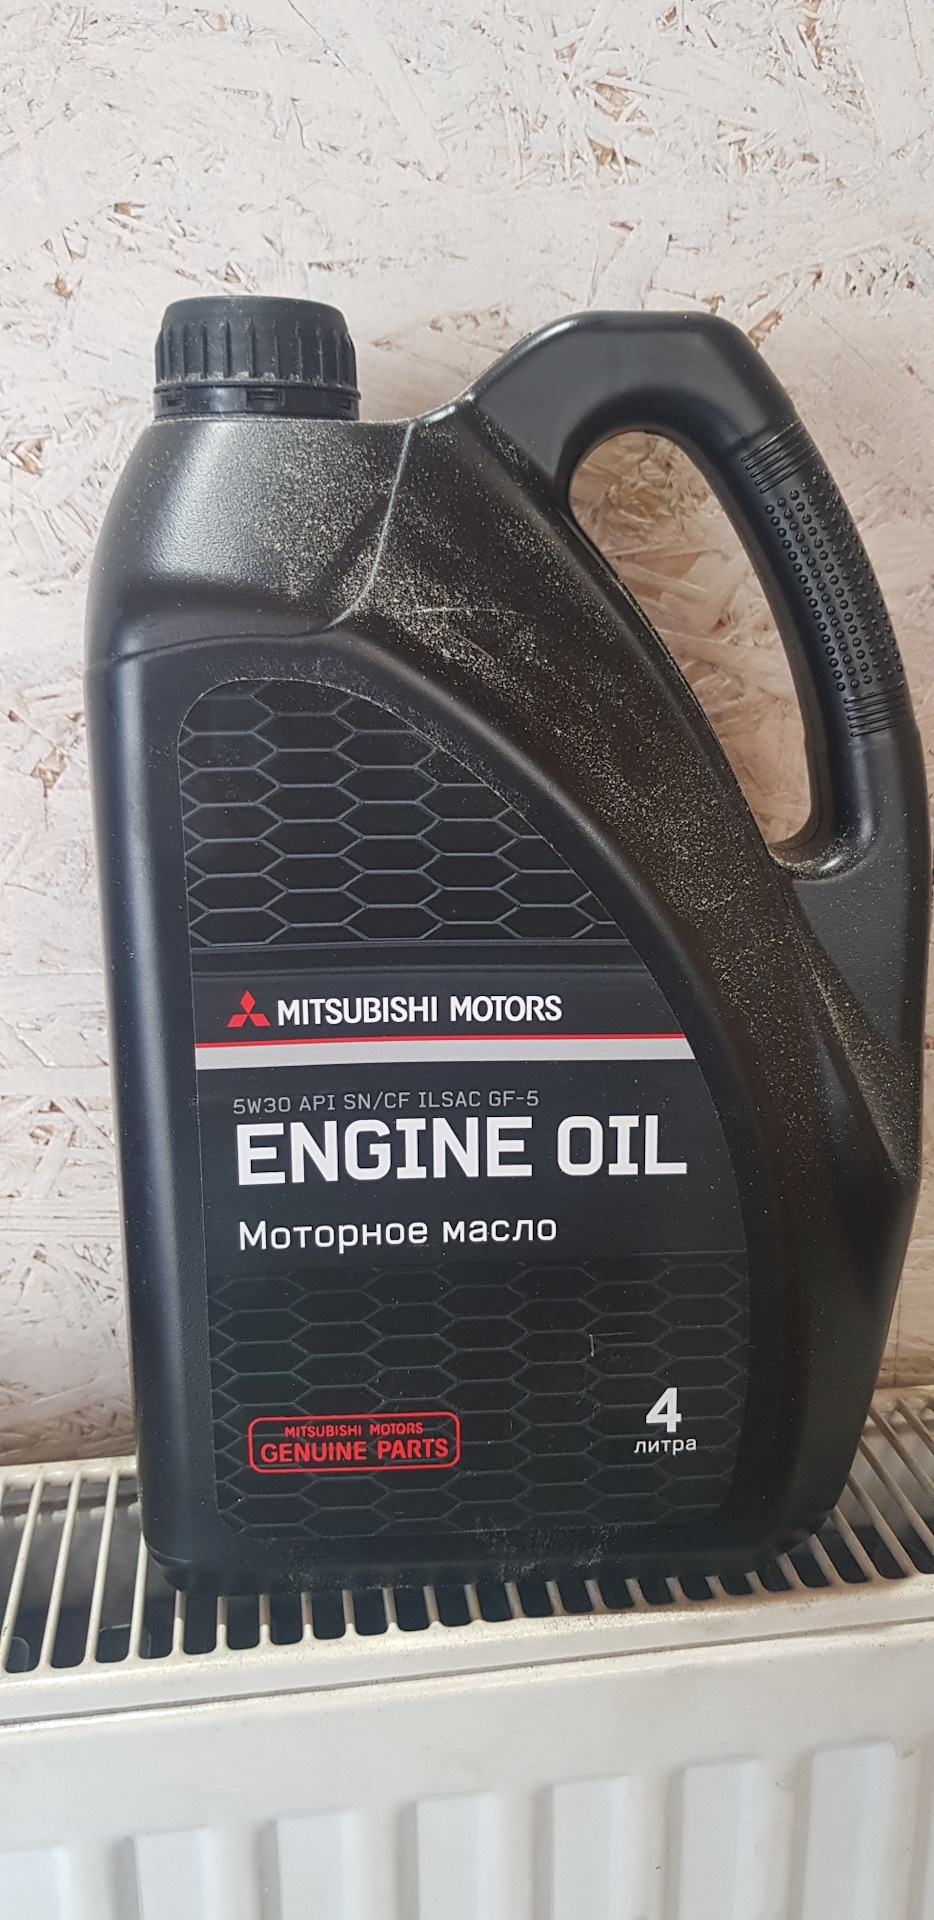 MITSUBISHI MOTORS
5W30 API SN/CF ILSAC GF-5
ENGINE OIL
Моторное масло
MITSUBISHI MOTORS
GENUINE PARTS
4
литра